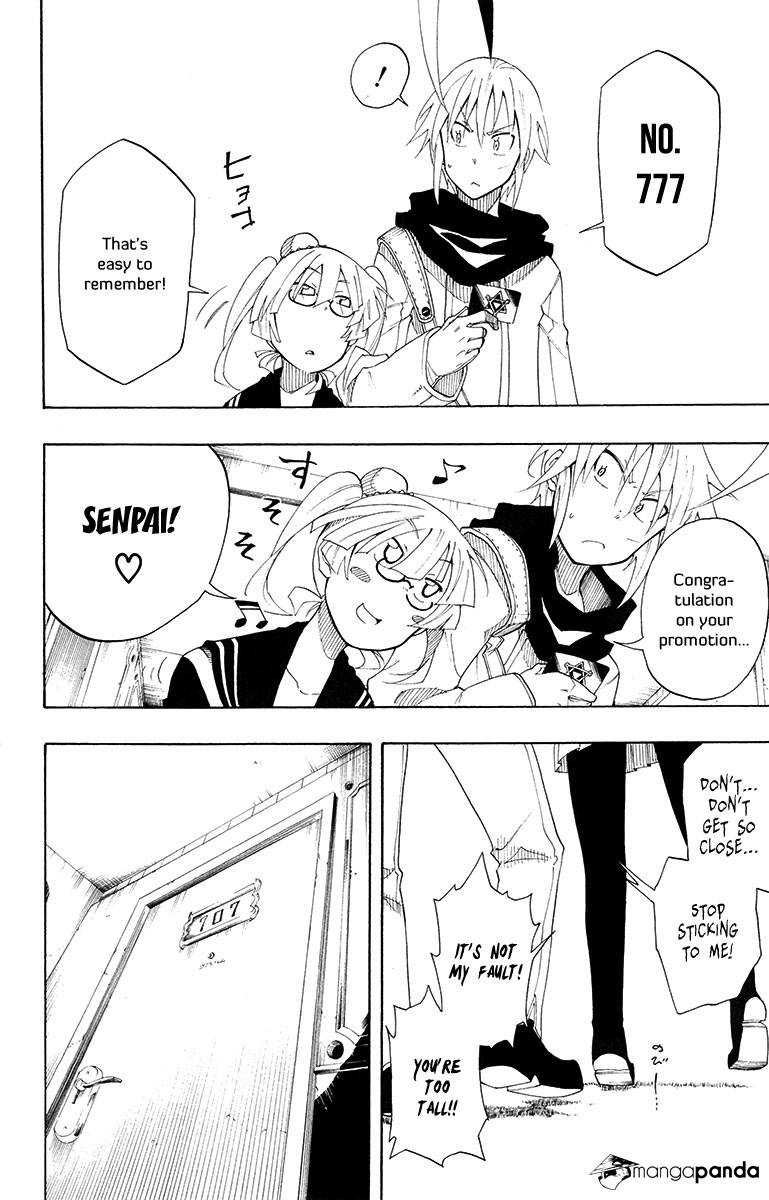 NO.
777
!
ヒョコ
That's
easy to
remember!
Congra-
tulation
on your
promotion...
す
そ
そ
SENPAI!
♡
DON'T...
DON'T
GET SO
CLOSE...
STOP
STICKING
TO ME!
IT'S NOT
MY FAULT!
YOU'RE
TOO
TALL!!
707
mangapanda